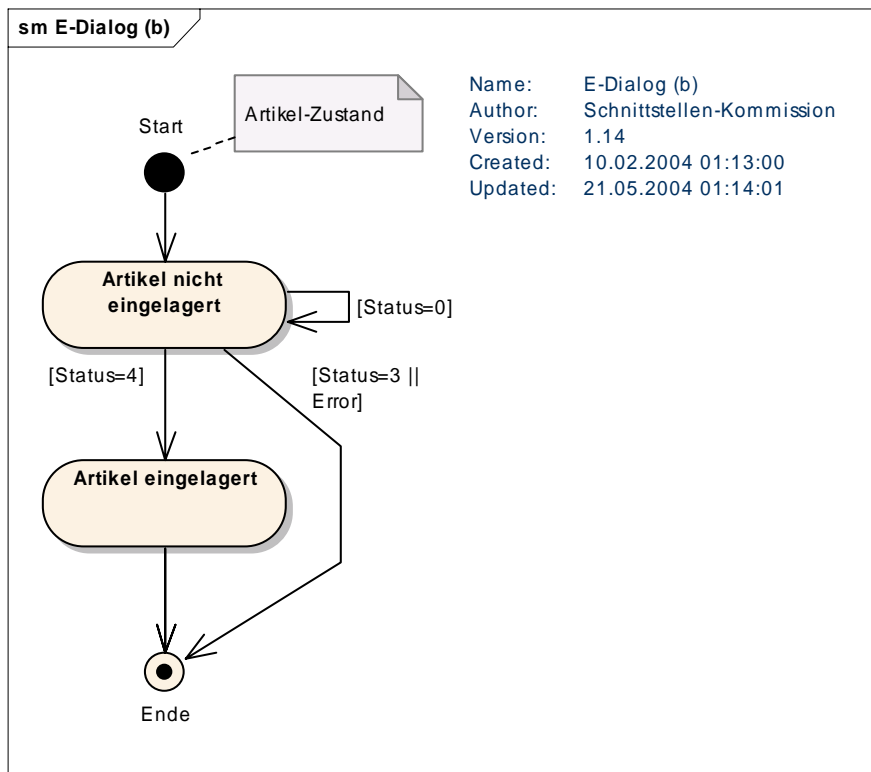 sm E-Dialog (b)
Name: E-Dialog (b)
Author: Schnittstellen-Kommission
Version: 1.14
Created: 10.02.2004 01:13:00
Updated: 21.05.2004 01:14:01
Artikel-Zustand
Start
Artikel nicht
eingelagert
[Status=0]
[Status=4]
[Status=3 ||
Error]
Artikel eingelagert
Ende